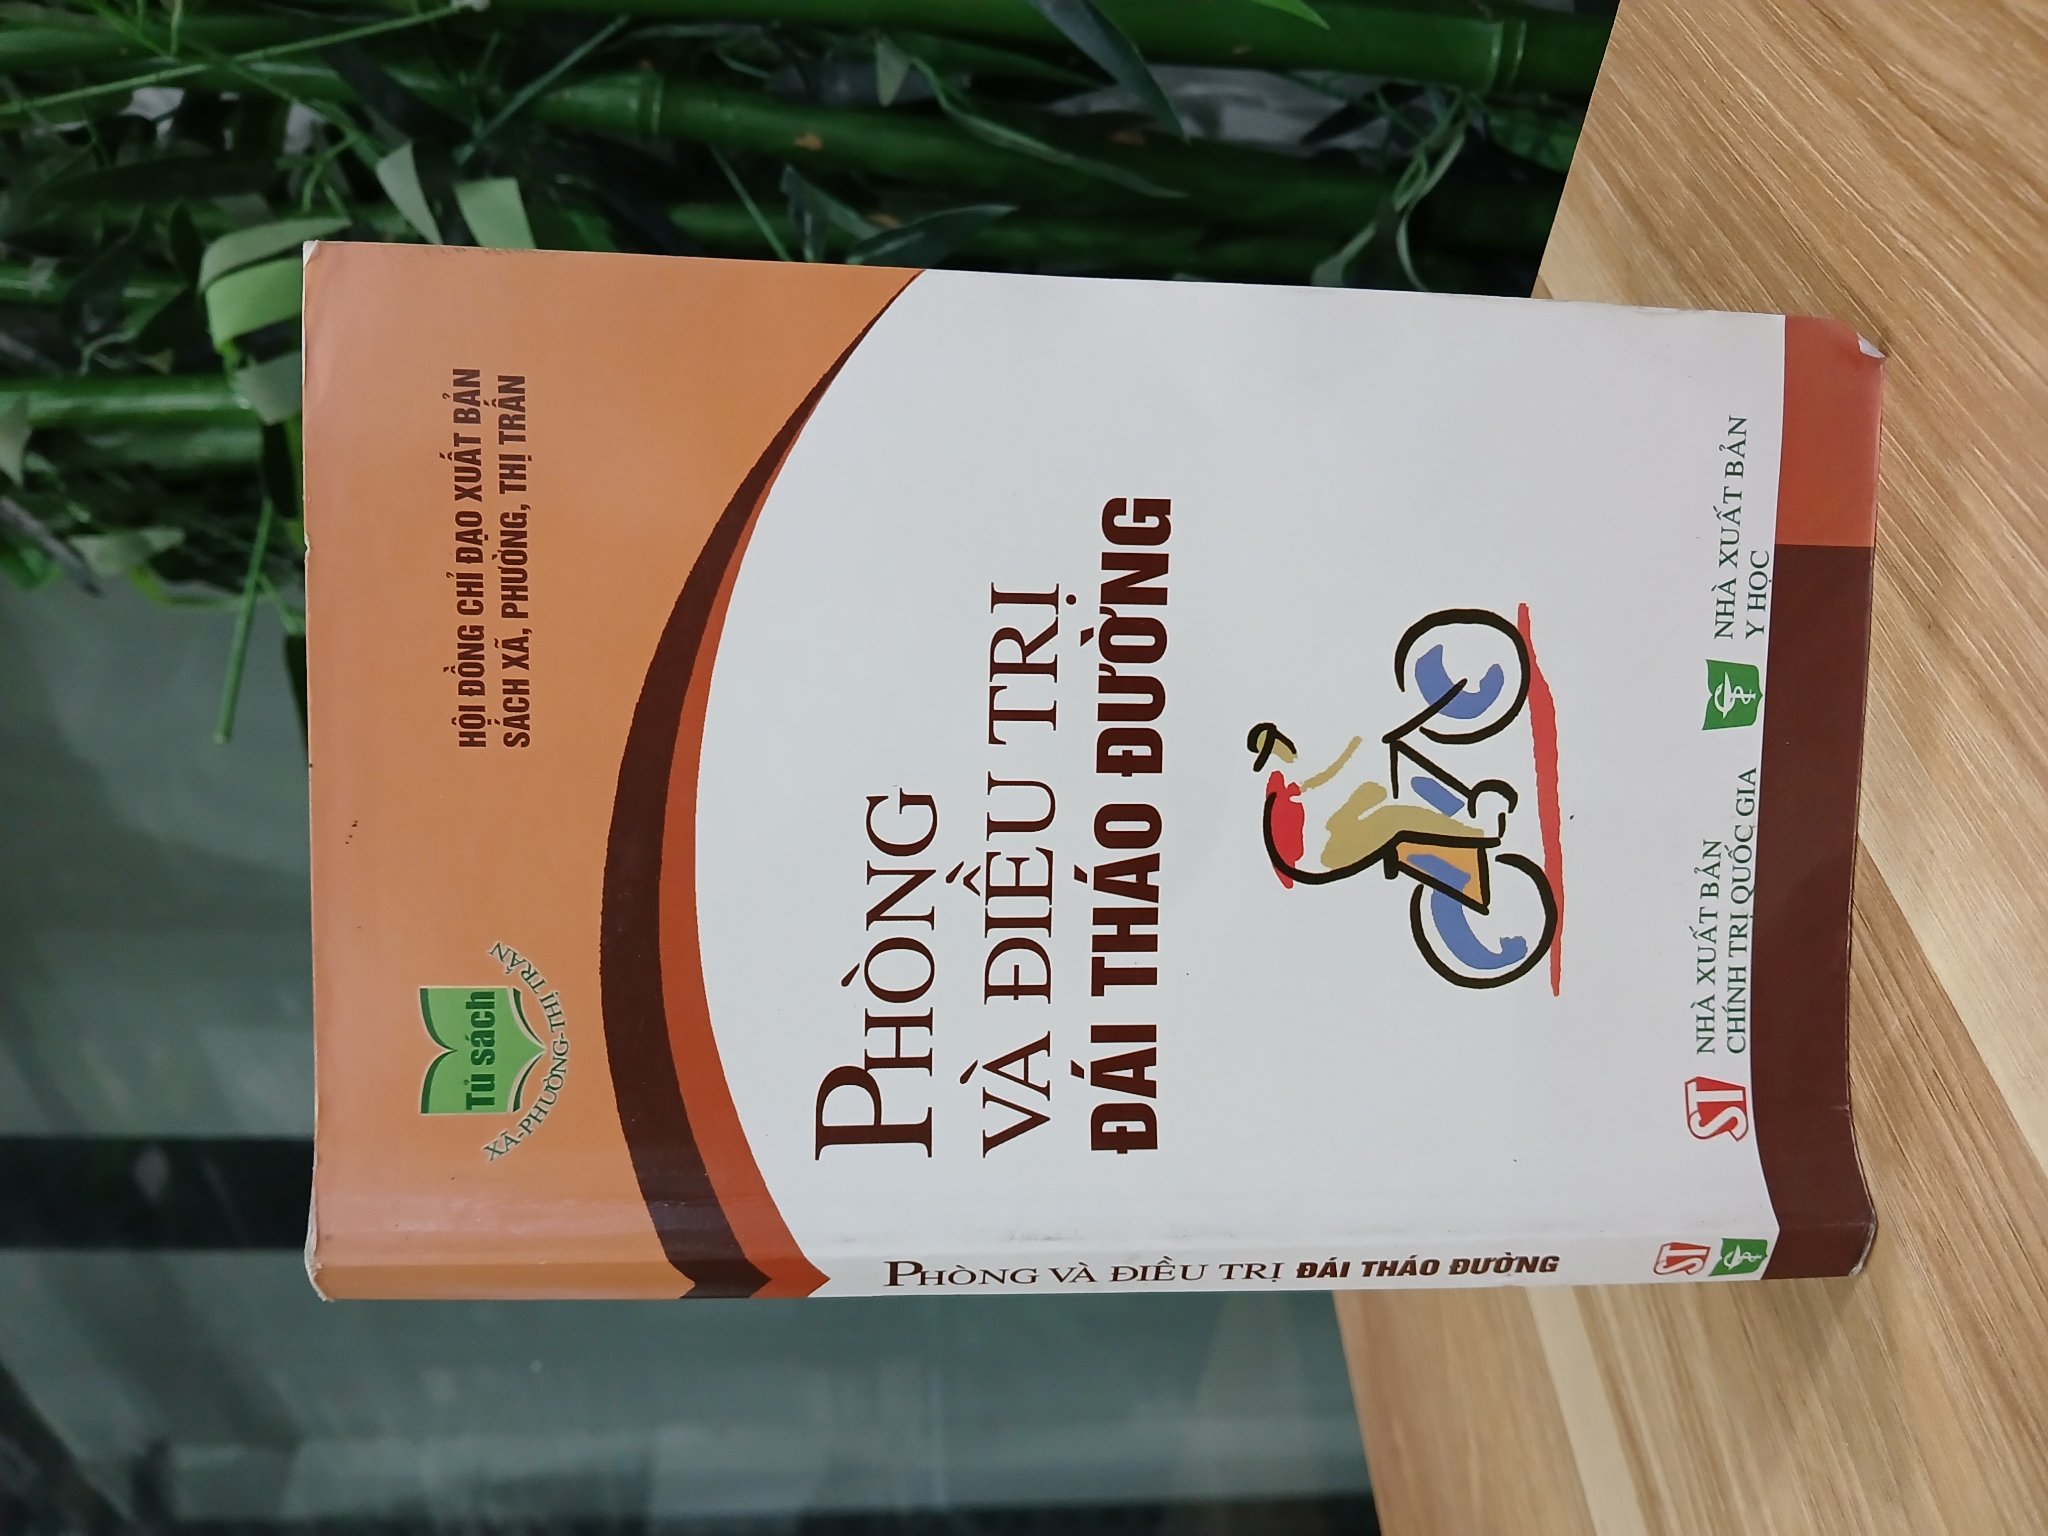 HỘI ĐỒNG CHỈ ĐẠO XUẤT BẢN
SÁCH XÃ, PHƯỜNG, THỊ TRẤN
Tủ sách
XÃ-PHƯỜNG-THỊ TRẤN
PHÒNG
VÀ ĐIỀU TRỊ
ĐÁI THÁO ĐƯỜNG
ST
NHÀ XUẤT BẢN
CHÍNH TRỊ QUỐC GIA
NHÀ XUẤT BẢN
Y HỌC
PHÒNG VÀ ĐIỀU TRỊ ĐÁI THÁO ĐƯỜNG
ST